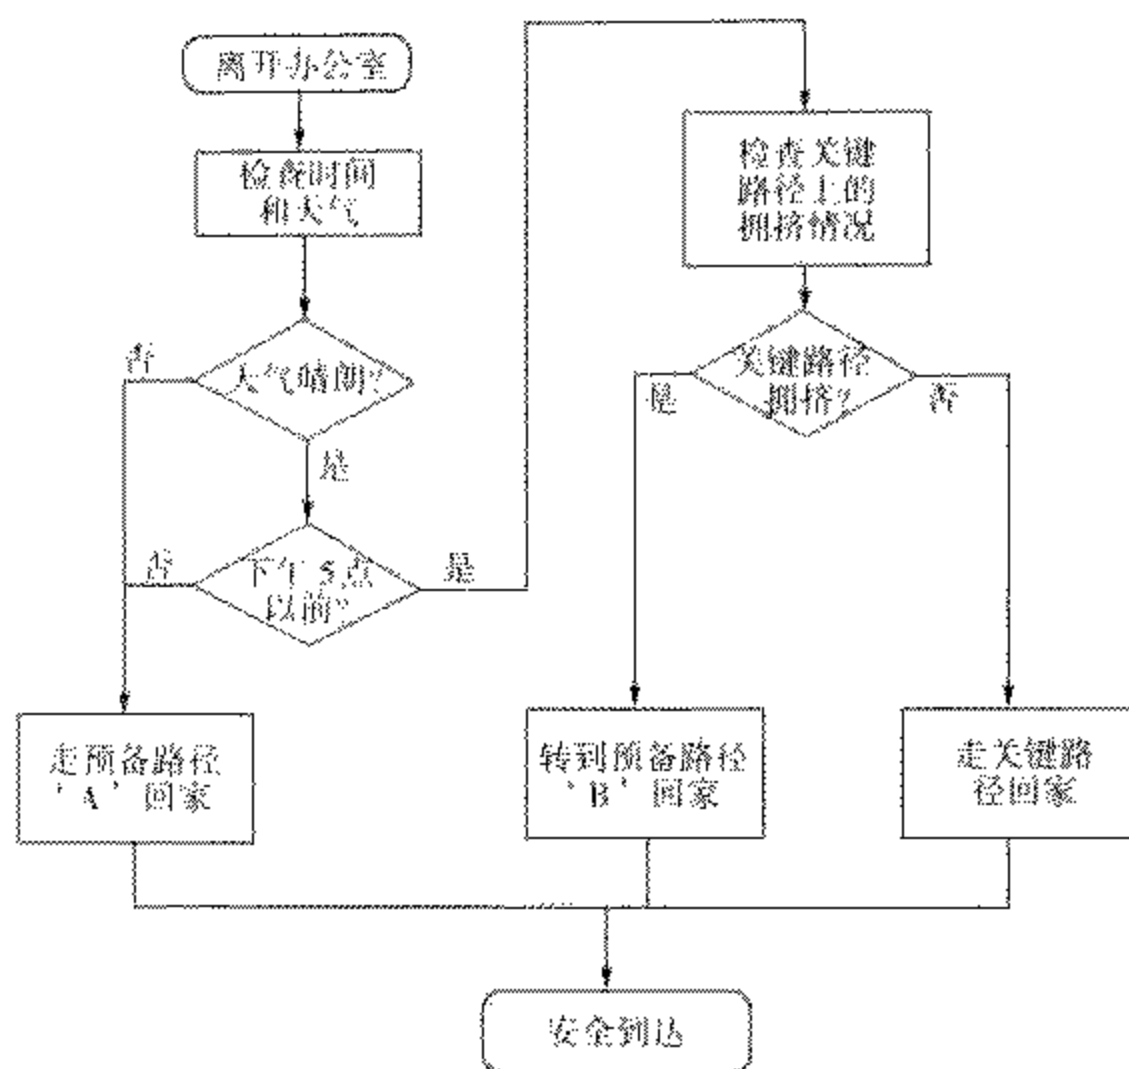 离开办公室
检查时间
和天气
否
天气晴朗?
是
否
下午 5 点
以前?
是
检查关键
路径上的
拥挤情况
是
关键路径
拥挤?
否
走预备路径
‘A’回家
转到预备路径
‘B’回家
走关键路
径回家
安全到达